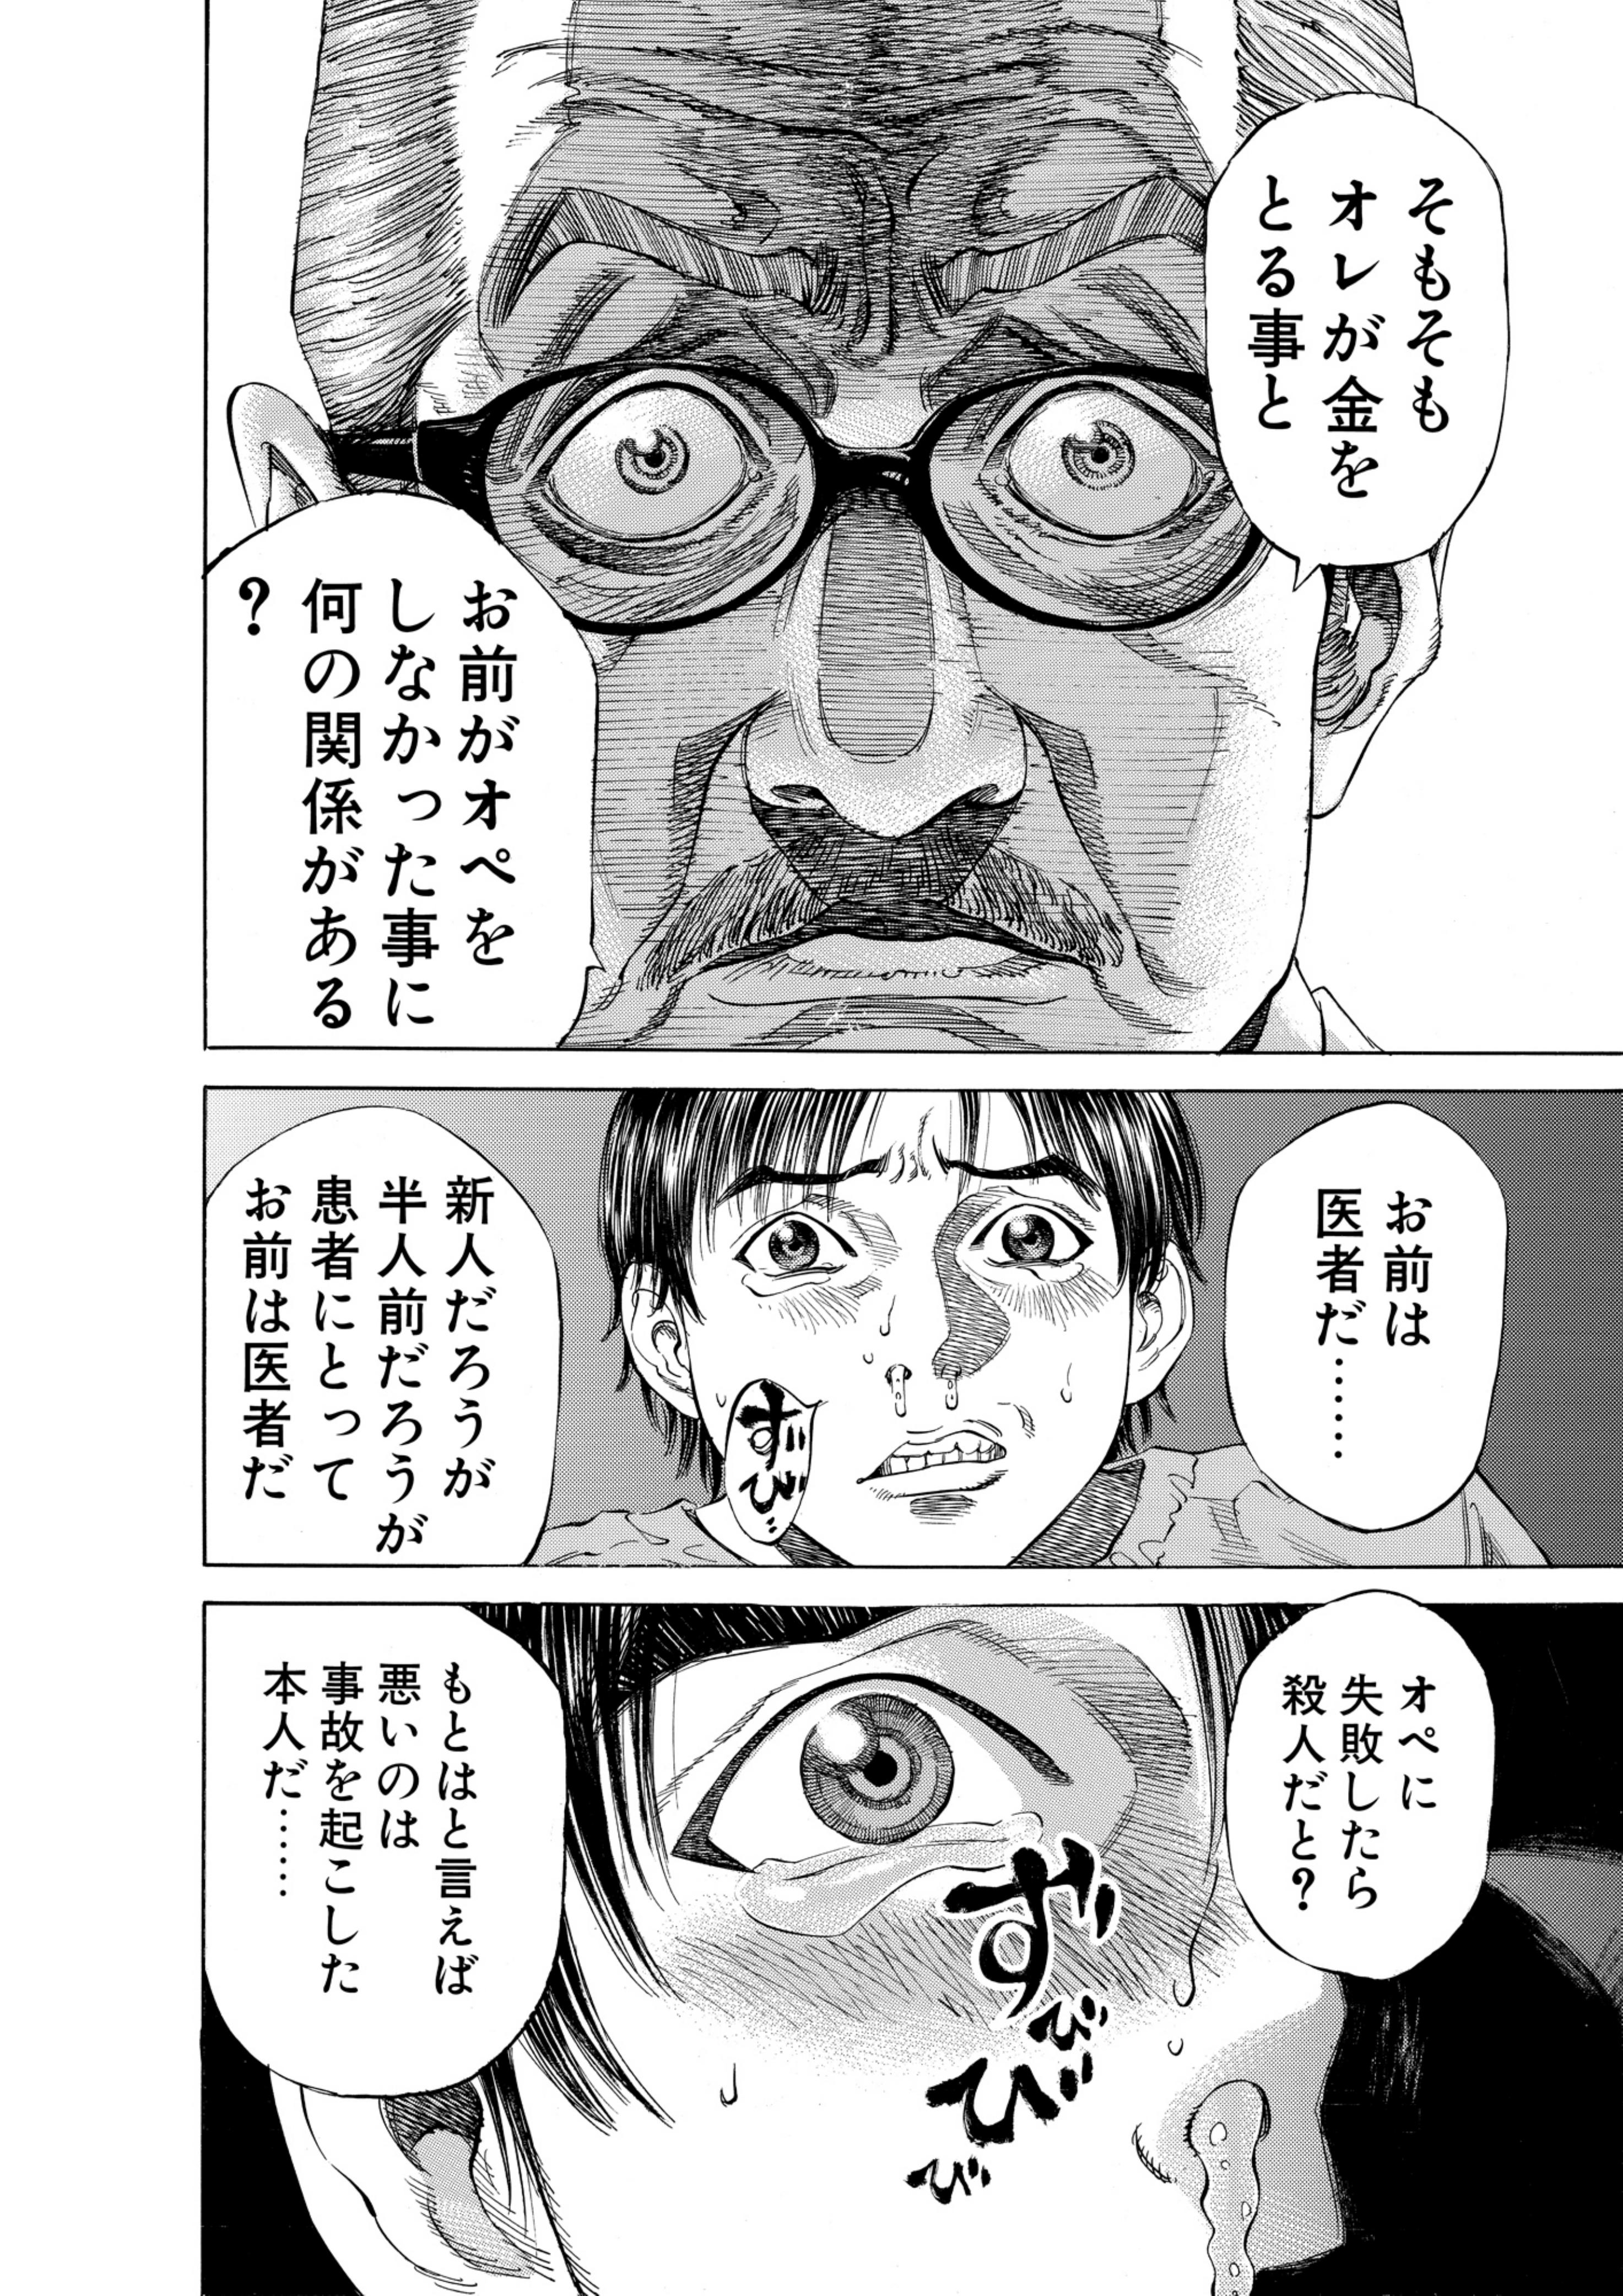 そもそも
オレが金を
とる事と
お前がオペを
しなかった事に
何の関係がある
?
お前は
医者だ……
新人だろうが
半人前だろうが
患者にとって
お前は医者だ
ずびっ
オペに
失敗したら
殺人だと?
もとはと言えば
悪いのは
事故を起こした
本人だ……
ずびびびび